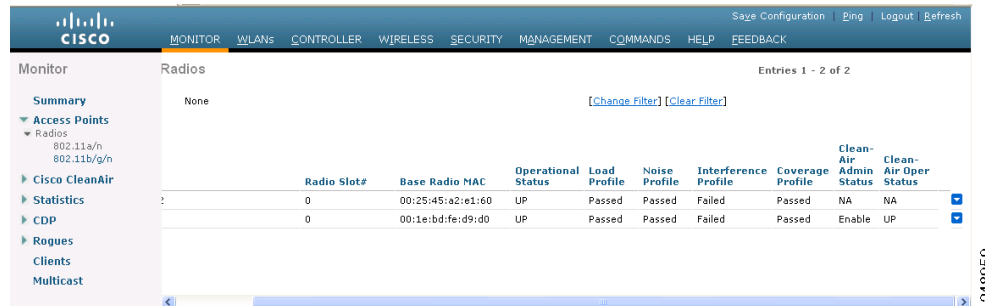 Save Configuration | Ping | Logout | Refresh
CISCO
MONITOR WLANs CONTROLLER WIRELESS SECURITY MANAGEMENT COMMANDS HELP FEEDBACK
Monitor
Summary
Access Points
Radios
802.11a/n
802.11b/g/n
Cisco CleanAir
Statistics
CDP
Rogues
Clients
Multicast
Radios
Entries 1 - 2 of 2
None [Change Filter] [Clear Filter]
Radio Slot# Base Radio MAC Operational Status Load Profile Noise Profile Interference Profile Coverage Profile Clean-Air Admin Status Clean-Air Oper Status
0 00:25:45:a2:e1:60 UP Passed Passed Failed Passed NA NA
0 00:1e:bd:fe:d9:d0 UP Passed Passed Failed Passed Enable UP